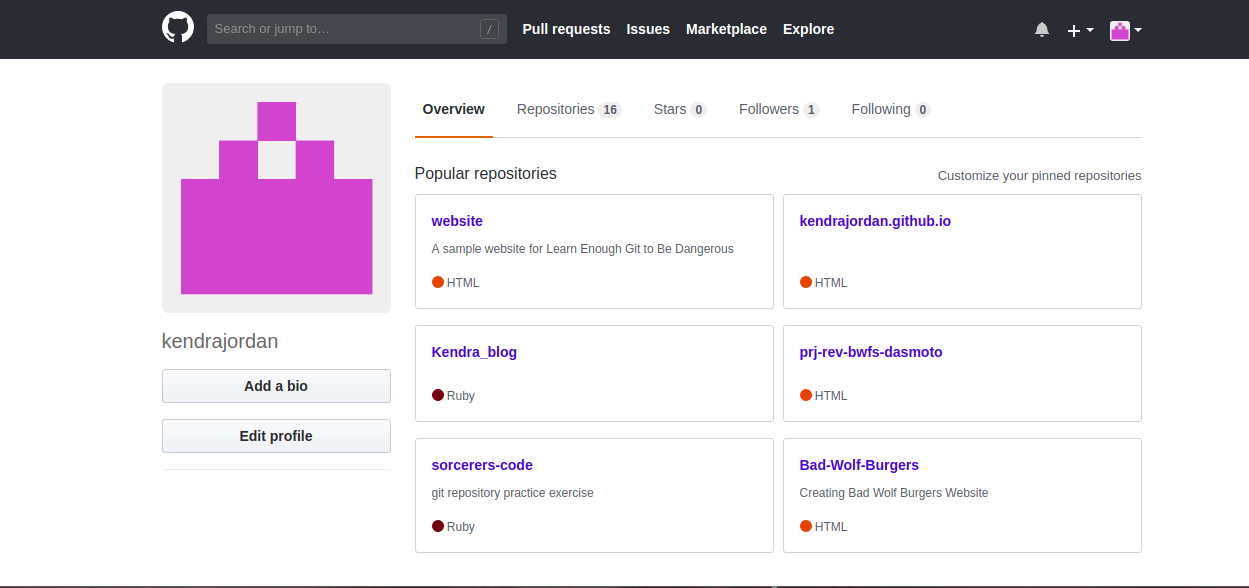 Search or jump to… / Pull requests Issues Marketplace Explore
Overview Repositories 16 Stars 0 Followers 1 Following 0
kendrajordan
Add a bio
Edit profile
Popular repositories Customize your pinned repositories
website
A sample website for Learn Enough Git to Be Dangerous
HTML
kendrajordan.github.io
HTML
Kendra_blog
Ruby
prj-rev-bwfs-dasmoto
HTML
sorcerers-code
git repository practice exercise
Ruby
Bad-Wolf-Burgers
Creating Bad Wolf Burgers Website
HTML